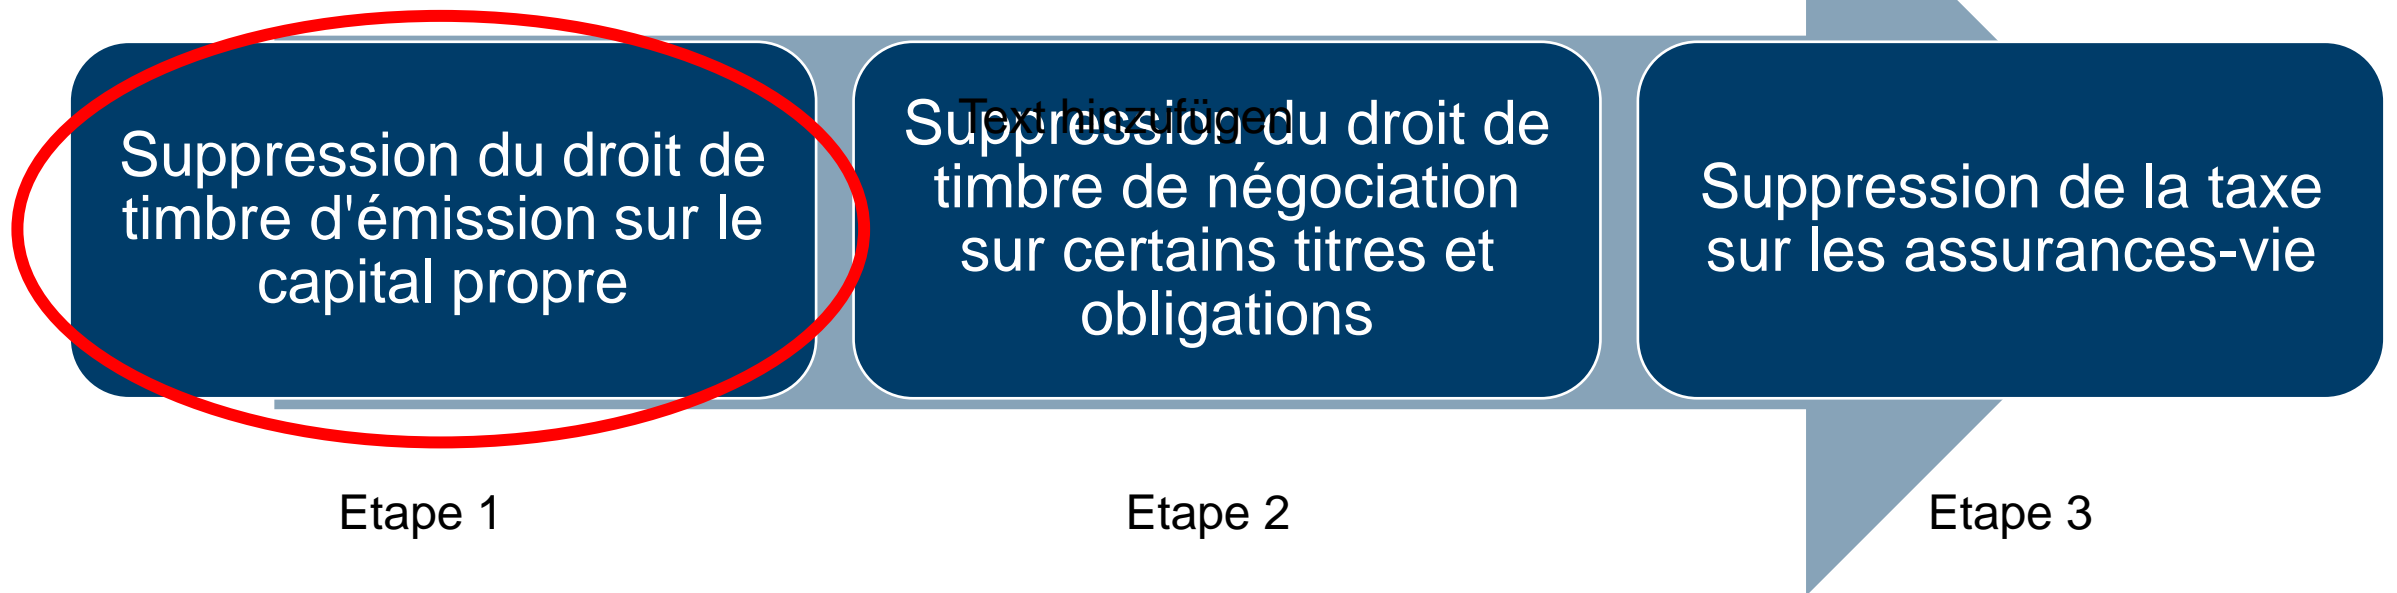 Suppression du droit de
timbre d'émission sur le
capital propre
Text hinzufügen
Suppression du droit de
timbre de négociation
sur certains titres et
obligations
Suppression de la taxe
sur les assurances-vie
Etape 1
Etape 2
Etape 3